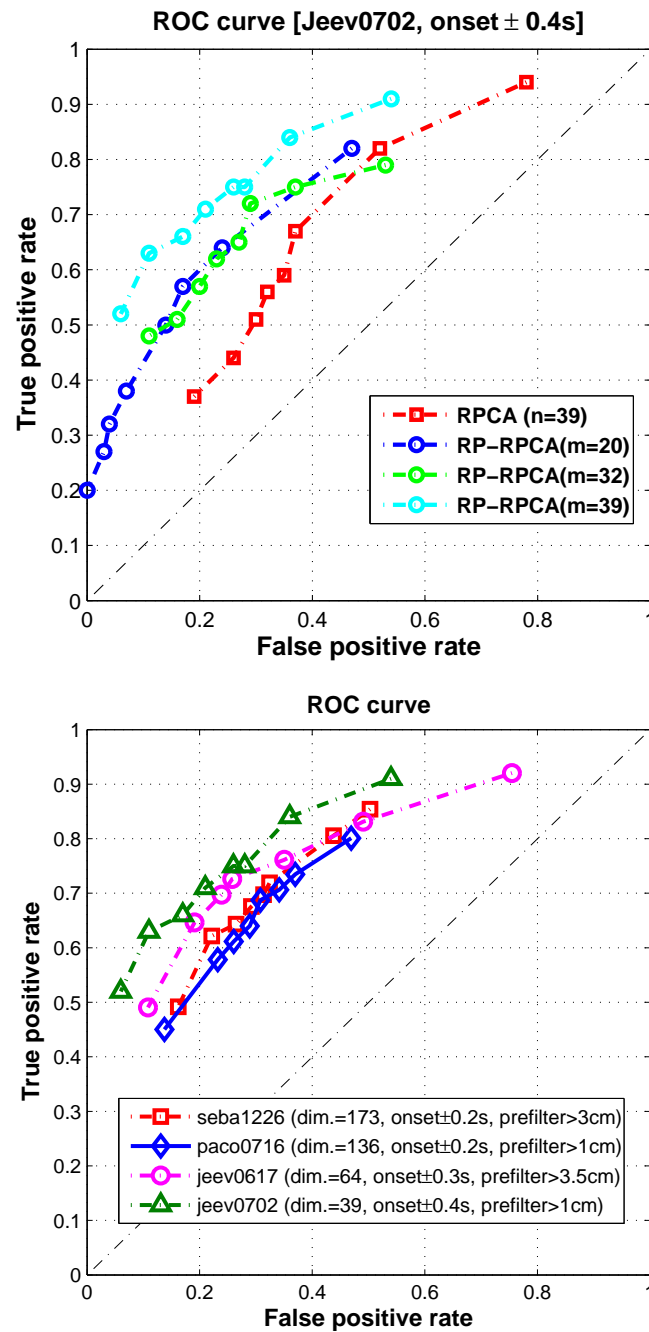 ROC curve [Jeev0702, onset ± 0.4s]
1
0.9
0.8
0.7
0.6
0.5
0.4
0.3
0.2
0.1
0
True positive rate
RPCA (n=39)
RP−RPCA(m=20)
RP−RPCA(m=32)
RP−RPCA(m=39)
0 0.2 0.4 0.6 0.8 1
False positive rate
ROC curve
1
0.9
0.8
0.7
0.6
0.5
0.4
0.3
0.2
0.1
0
True positive rate
seba1226 (dim.=173, onset±0.2s, prefilter>3cm)
paco0716 (dim.=136, onset±0.2s, prefilter>1cm)
jeev0617 (dim.=64, onset±0.3s, prefilter>3.5cm)
jeev0702 (dim.=39, onset±0.4s, prefilter>1cm)
0 0.2 0.4 0.6 0.8 1
False positive rate